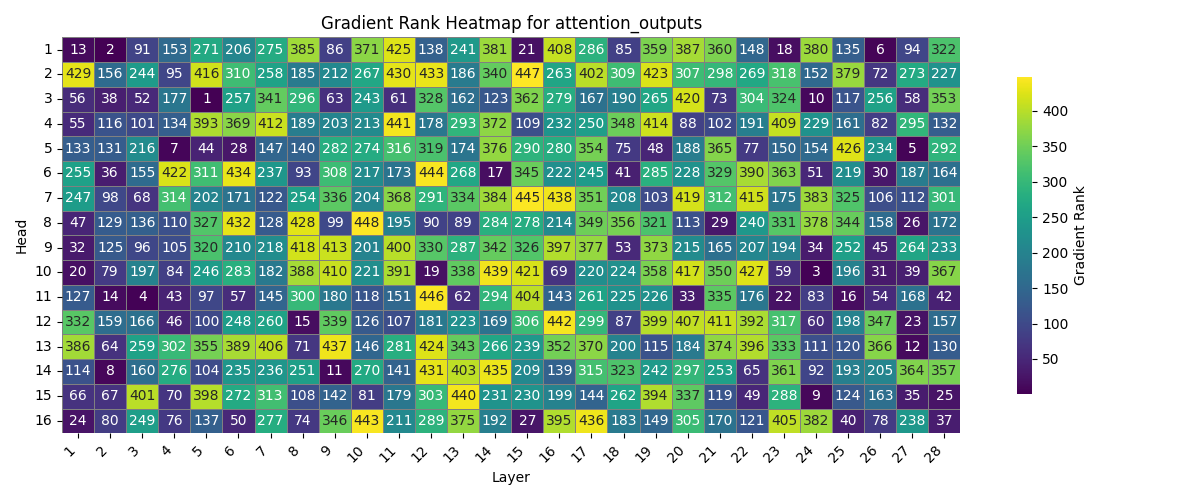 Gradient Rank Heatmap for attention_outputs
1 13 2 91 153 271 206 275 385 86 371 425 138 241 381 21 408 286 85 359 387 360 148 18 380 135 6 94 322
2 429 156 244 95 416 310 258 185 212 267 430 433 186 340 447 263 402 309 423 307 298 269 318 152 379 72 273 227
3 56 38 52 177 1 257 341 296 63 243 61 328 162 123 362 279 167 190 265 420 73 304 324 10 117 256 58 353
4 55 116 101 134 393 369 412 189 203 213 441 178 293 372 109 232 250 348 414 88 102 191 409 229 161 82 295 132
5 133 131 216 7 44 28 147 140 282 274 316 319 174 376 290 280 354 75 48 188 365 77 150 154 426 234 5 292
6 255 36 155 422 311 434 237 93 308 217 173 444 268 17 345 222 245 41 285 228 329 390 363 51 219 30 187 164
7 247 98 68 314 202 171 122 254 336 204 368 291 334 384 445 438 351 208 103 419 312 415 175 383 325 106 112 301
8 47 129 136 110 327 432 128 428 99 448 195 90 89 284 278 214 349 356 321 113 29 240 331 378 344 158 26 172
9 32 125 96 105 320 210 218 418 413 201 400 330 287 342 326 397 377 53 373 215 165 207 194 34 252 45 264 233
10 20 79 197 84 246 283 182 388 410 221 391 19 338 439 421 69 220 224 358 417 350 427 59 3 196 31 39 367
11 127 14 4 43 97 57 145 300 180 118 151 446 62 294 404 143 261 225 226 33 335 176 22 83 16 54 168 42
12 332 159 166 46 100 248 260 15 339 126 107 181 223 169 306 442 299 87 399 407 411 392 317 60 198 347 23 157
13 386 64 259 302 355 389 406 71 437 146 281 424 343 266 239 352 370 200 115 184 374 396 333 111 120 366 12 130
14 114 8 160 276 104 235 236 251 11 270 141 431 403 435 209 139 315 323 242 297 253 65 361 92 193 205 364 357
15 66 67 401 70 398 272 313 108 142 81 179 303 440 231 230 199 144 262 394 337 119 49 288 9 124 163 35 25
16 24 80 249 76 137 50 277 74 346 443 211 289 375 192 27 395 436 183 149 305 170 121 405 382 40 78 238 37
1 2 3 4 5 6 7 8 9 10 11 12 13 14 15 16 17 18 19 20 21 22 23 24 25 26 27 28
Layer
Head
400
350
300
250
200
150
100
50
Gradient Rank